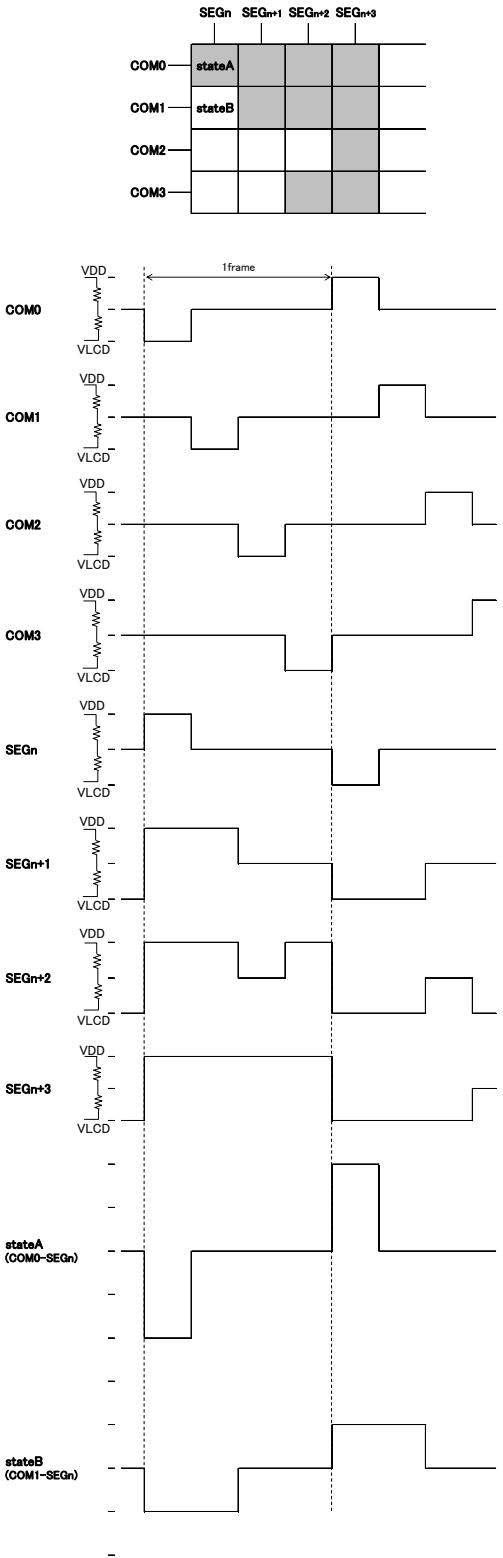 SEGn SEGn+1 SEGn+2 SEGn+3
COM0 stateA
COM1 stateB
COM2
COM3
1frame
VDD
COM0
VLCD
VDD
COM1
VLCD
VDD
COM2
VLCD
VDD
COM3
VLCD
VDD
SEGn
VLCD
VDD
SEGn+1
VLCD
VDD
SEGn+2
VLCD
VDD
SEGn+3
VLCD
stateA
(COM0-SEGn)
stateB
(COM1-SEGn)